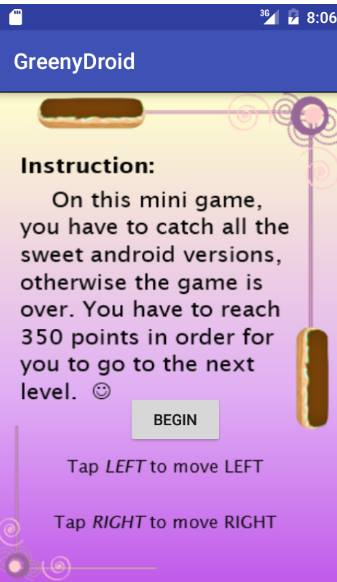 3G 8:06
GreenyDroid
Instruction:
On this mini game,
you have to catch all the
sweet android versions,
otherwise the game is
over. You have to reach
350 points in order for
you to go to the next
level. ☺
BEGIN
Tap LEFT to move LEFT
Tap RIGHT to move RIGHT